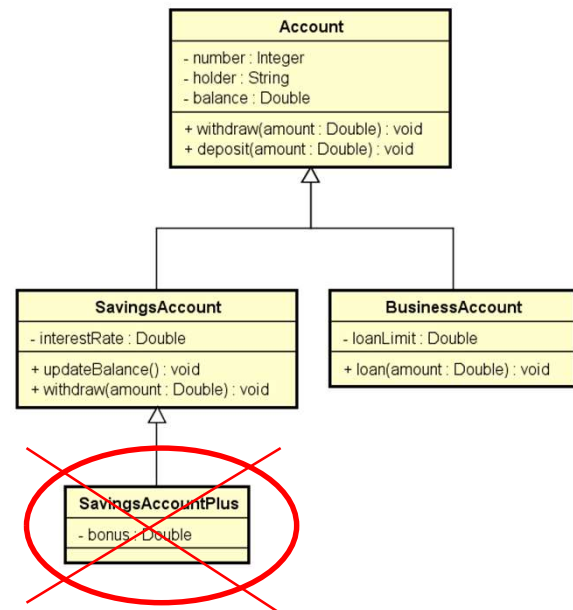 Account
- number : Integer
- holder : String
- balance : Double
+ withdraw(amount : Double) : void
+ deposit(amount : Double) : void
SavingsAccount
- interestRate : Double
+ updateBalance() : void
+ withdraw(amount : Double) : void
BusinessAccount
- loanLimit : Double
+ loan(amount : Double) : void
SavingsAccountPlus
- bonus : Double